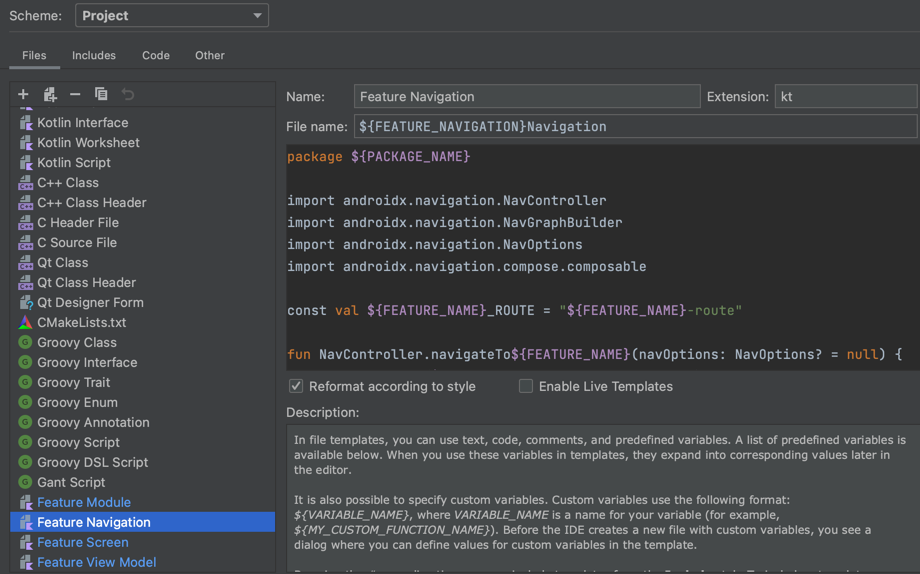 Scheme: Project
Files Includes Code Other
Name: Feature Navigation Extension: kt
File name: ${FEATURE_NAVIGATION}Navigation
Kotlin Interface
Kotlin Worksheet
Kotlin Script
C++ Class
C++ Class Header
C Header File
C Source File
Qt Class
Qt Class Header
Qt Designer Form
CMakeLists.txt
Groovy Class
Groovy Interface
Groovy Trait
Groovy Enum
Groovy Annotation
Groovy Script
Groovy DSL Script
Gant Script
Feature Module
Feature Navigation
Feature Screen
Feature View Model
package ${PACKAGE_NAME}
import androidx.navigation.NavController
import androidx.navigation.NavGraphBuilder
import androidx.navigation.NavOptions
import androidx.navigation.compose.composable
const val ${FEATURE_NAME}_ROUTE = "${FEATURE_NAME}-route"
fun NavController.navigateTo${FEATURE_NAME}(navOptions: NavOptions? = null) {
Reformat according to style Enable Live Templates
Description:
In file templates, you can use text, code, comments, and predefined variables. A list of predefined variables is
available below. When you use these variables in templates, they expand into corresponding values later in
the editor.
It is also possible to specify custom variables. Custom variables use the following format:
${VARIABLE_NAME}, where VARIABLE_NAME is a name for your variable (for example,
${MY_CUSTOM_FUNCTION_NAME}). Before the IDE creates a new file with custom variables, you see a
dialog where you can define values for custom variables in the template.